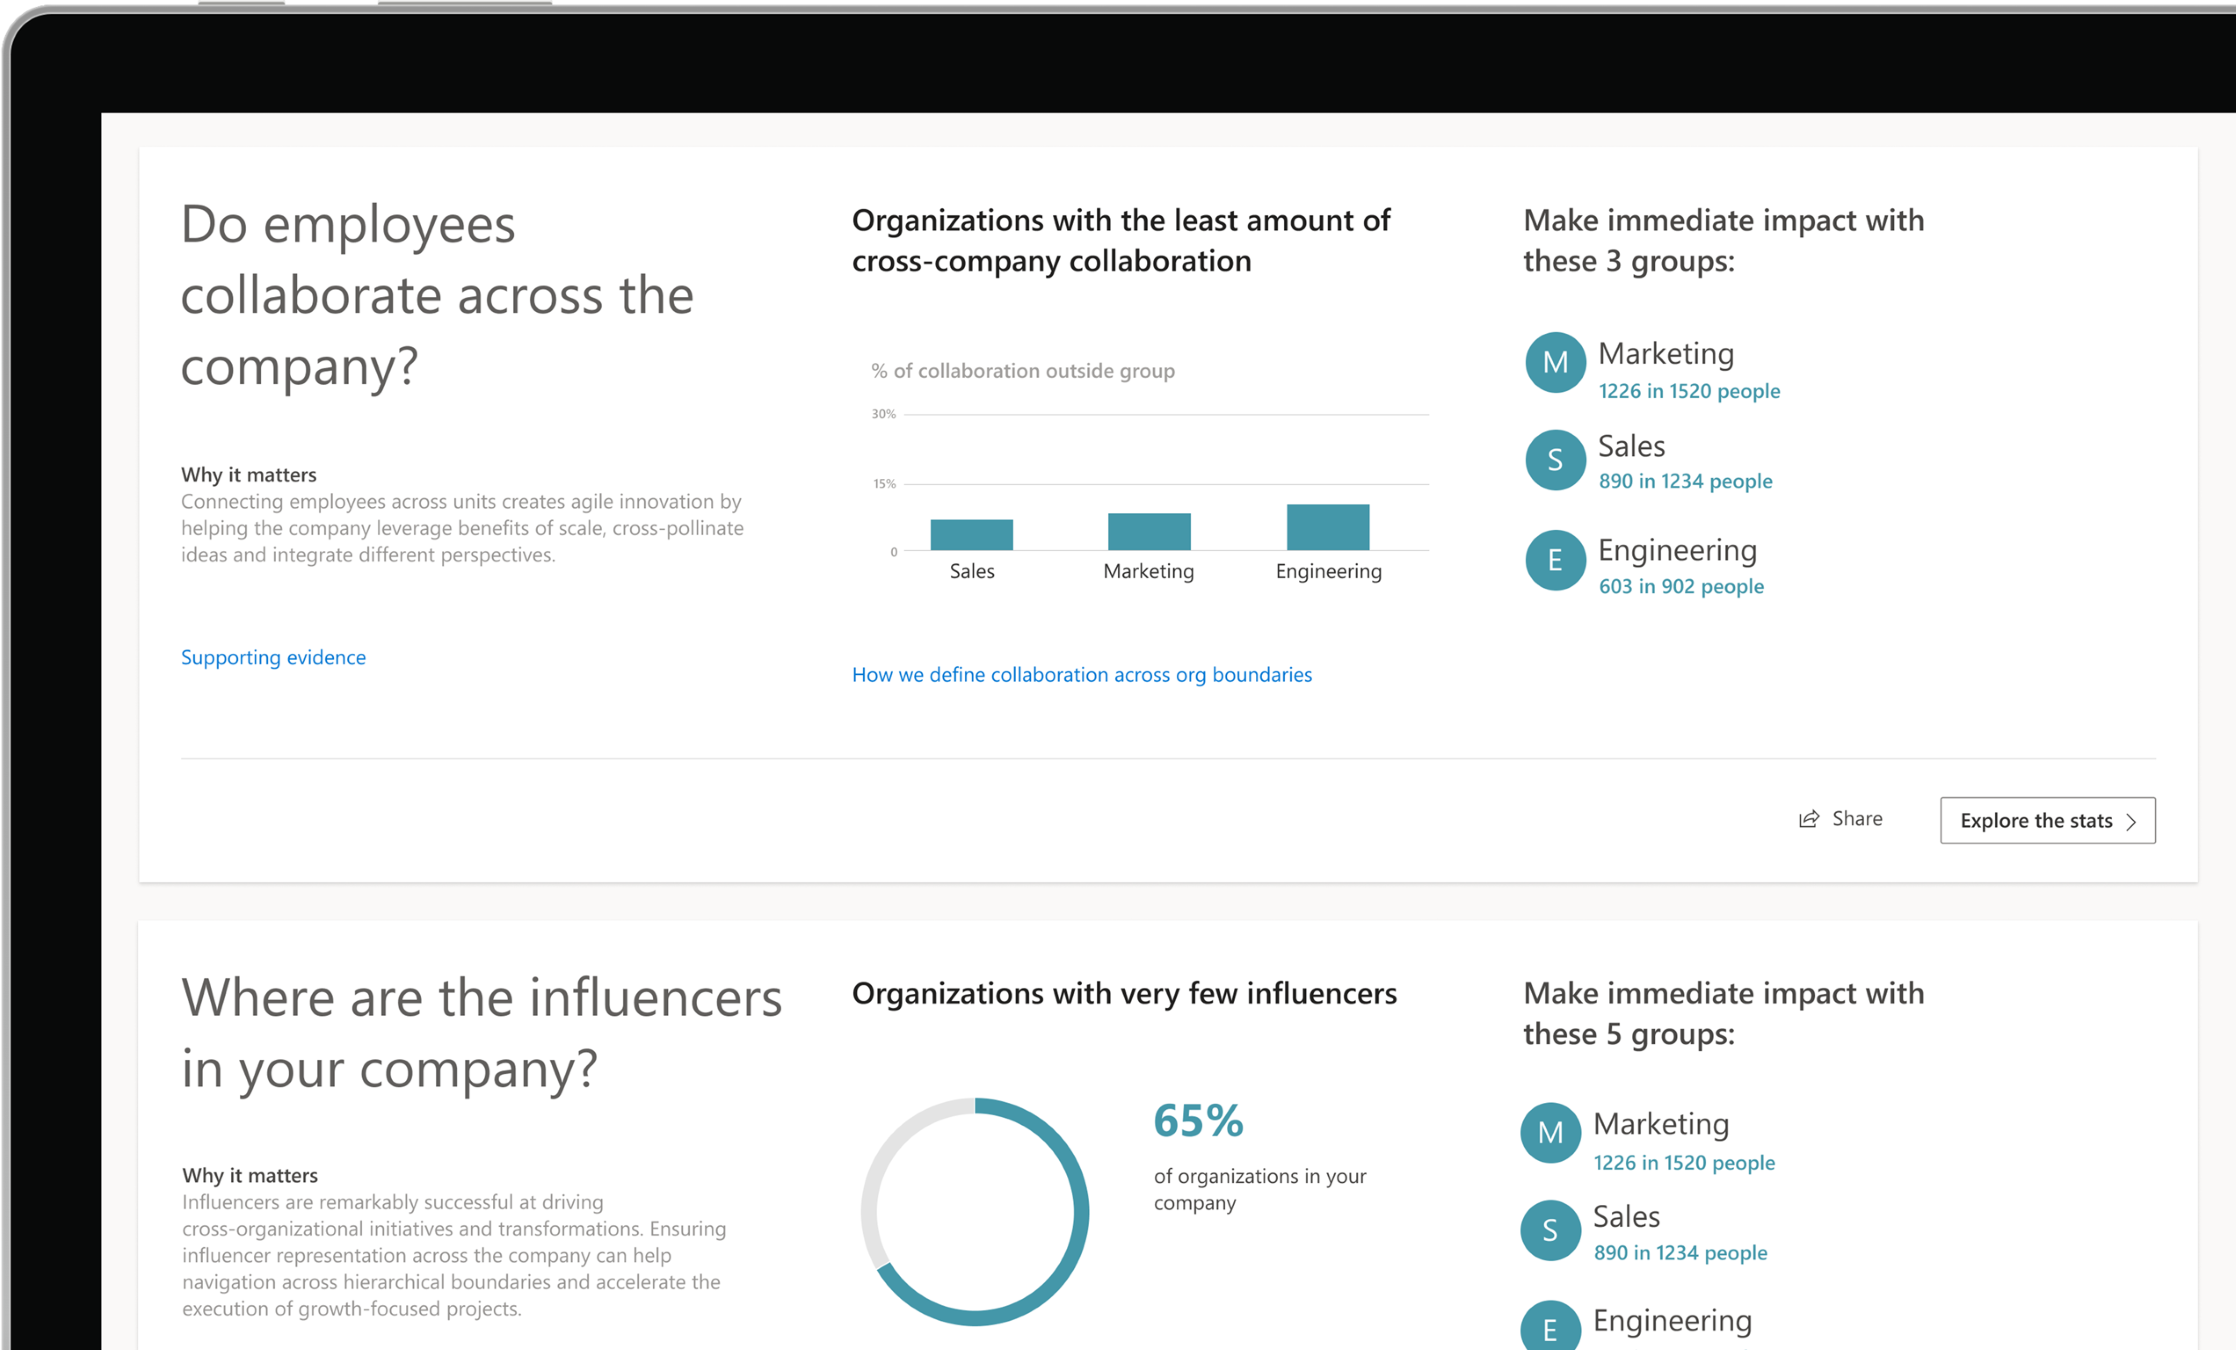 Do employees
collaborate across the
company?
Why it matters
Connecting employees across units creates agile innovation by
helping the company leverage benefits of scale, cross-pollinate
ideas and integrate different perspectives.
Supporting evidence
Organizations with the least amount of
cross-company collaboration
% of collaboration outside group
30%
15%
0
Sales
Marketing
Engineering
How we define collaboration across org boundaries
Make immediate impact with
these 3 groups:
M
Marketing
1226 in 1520 people
S
Sales
890 in 1234 people
E
Engineering
603 in 902 people
Share
Explore the stats
Where are the influencers
in your company?
Why it matters
Influencers are remarkably successful at driving
cross-organizational initiatives and transformations. Ensuring
influencer representation across the company can help
navigation across hierarchical boundaries and accelerate the
execution of growth-focused projects.
Organizations with very few influencers
65%
of organizations in your
company
Make immediate impact with
these 5 groups:
M
Marketing
1226 in 1520 people
S
Sales
890 in 1234 people
E
Engineering